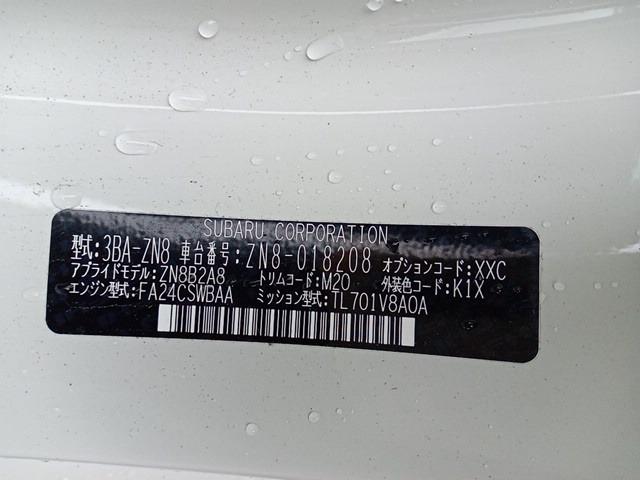 SUBARU CORPORATION
型式:3BA-ZN8 車台番号:ZN8-018208 オプションコード:XXC
アプライドモデル:ZN8B2A8 トリムコード:M20 外装色コード:K1X
エンジン型式:FA24CSWBAA ミッション型式:TL701V8A0A